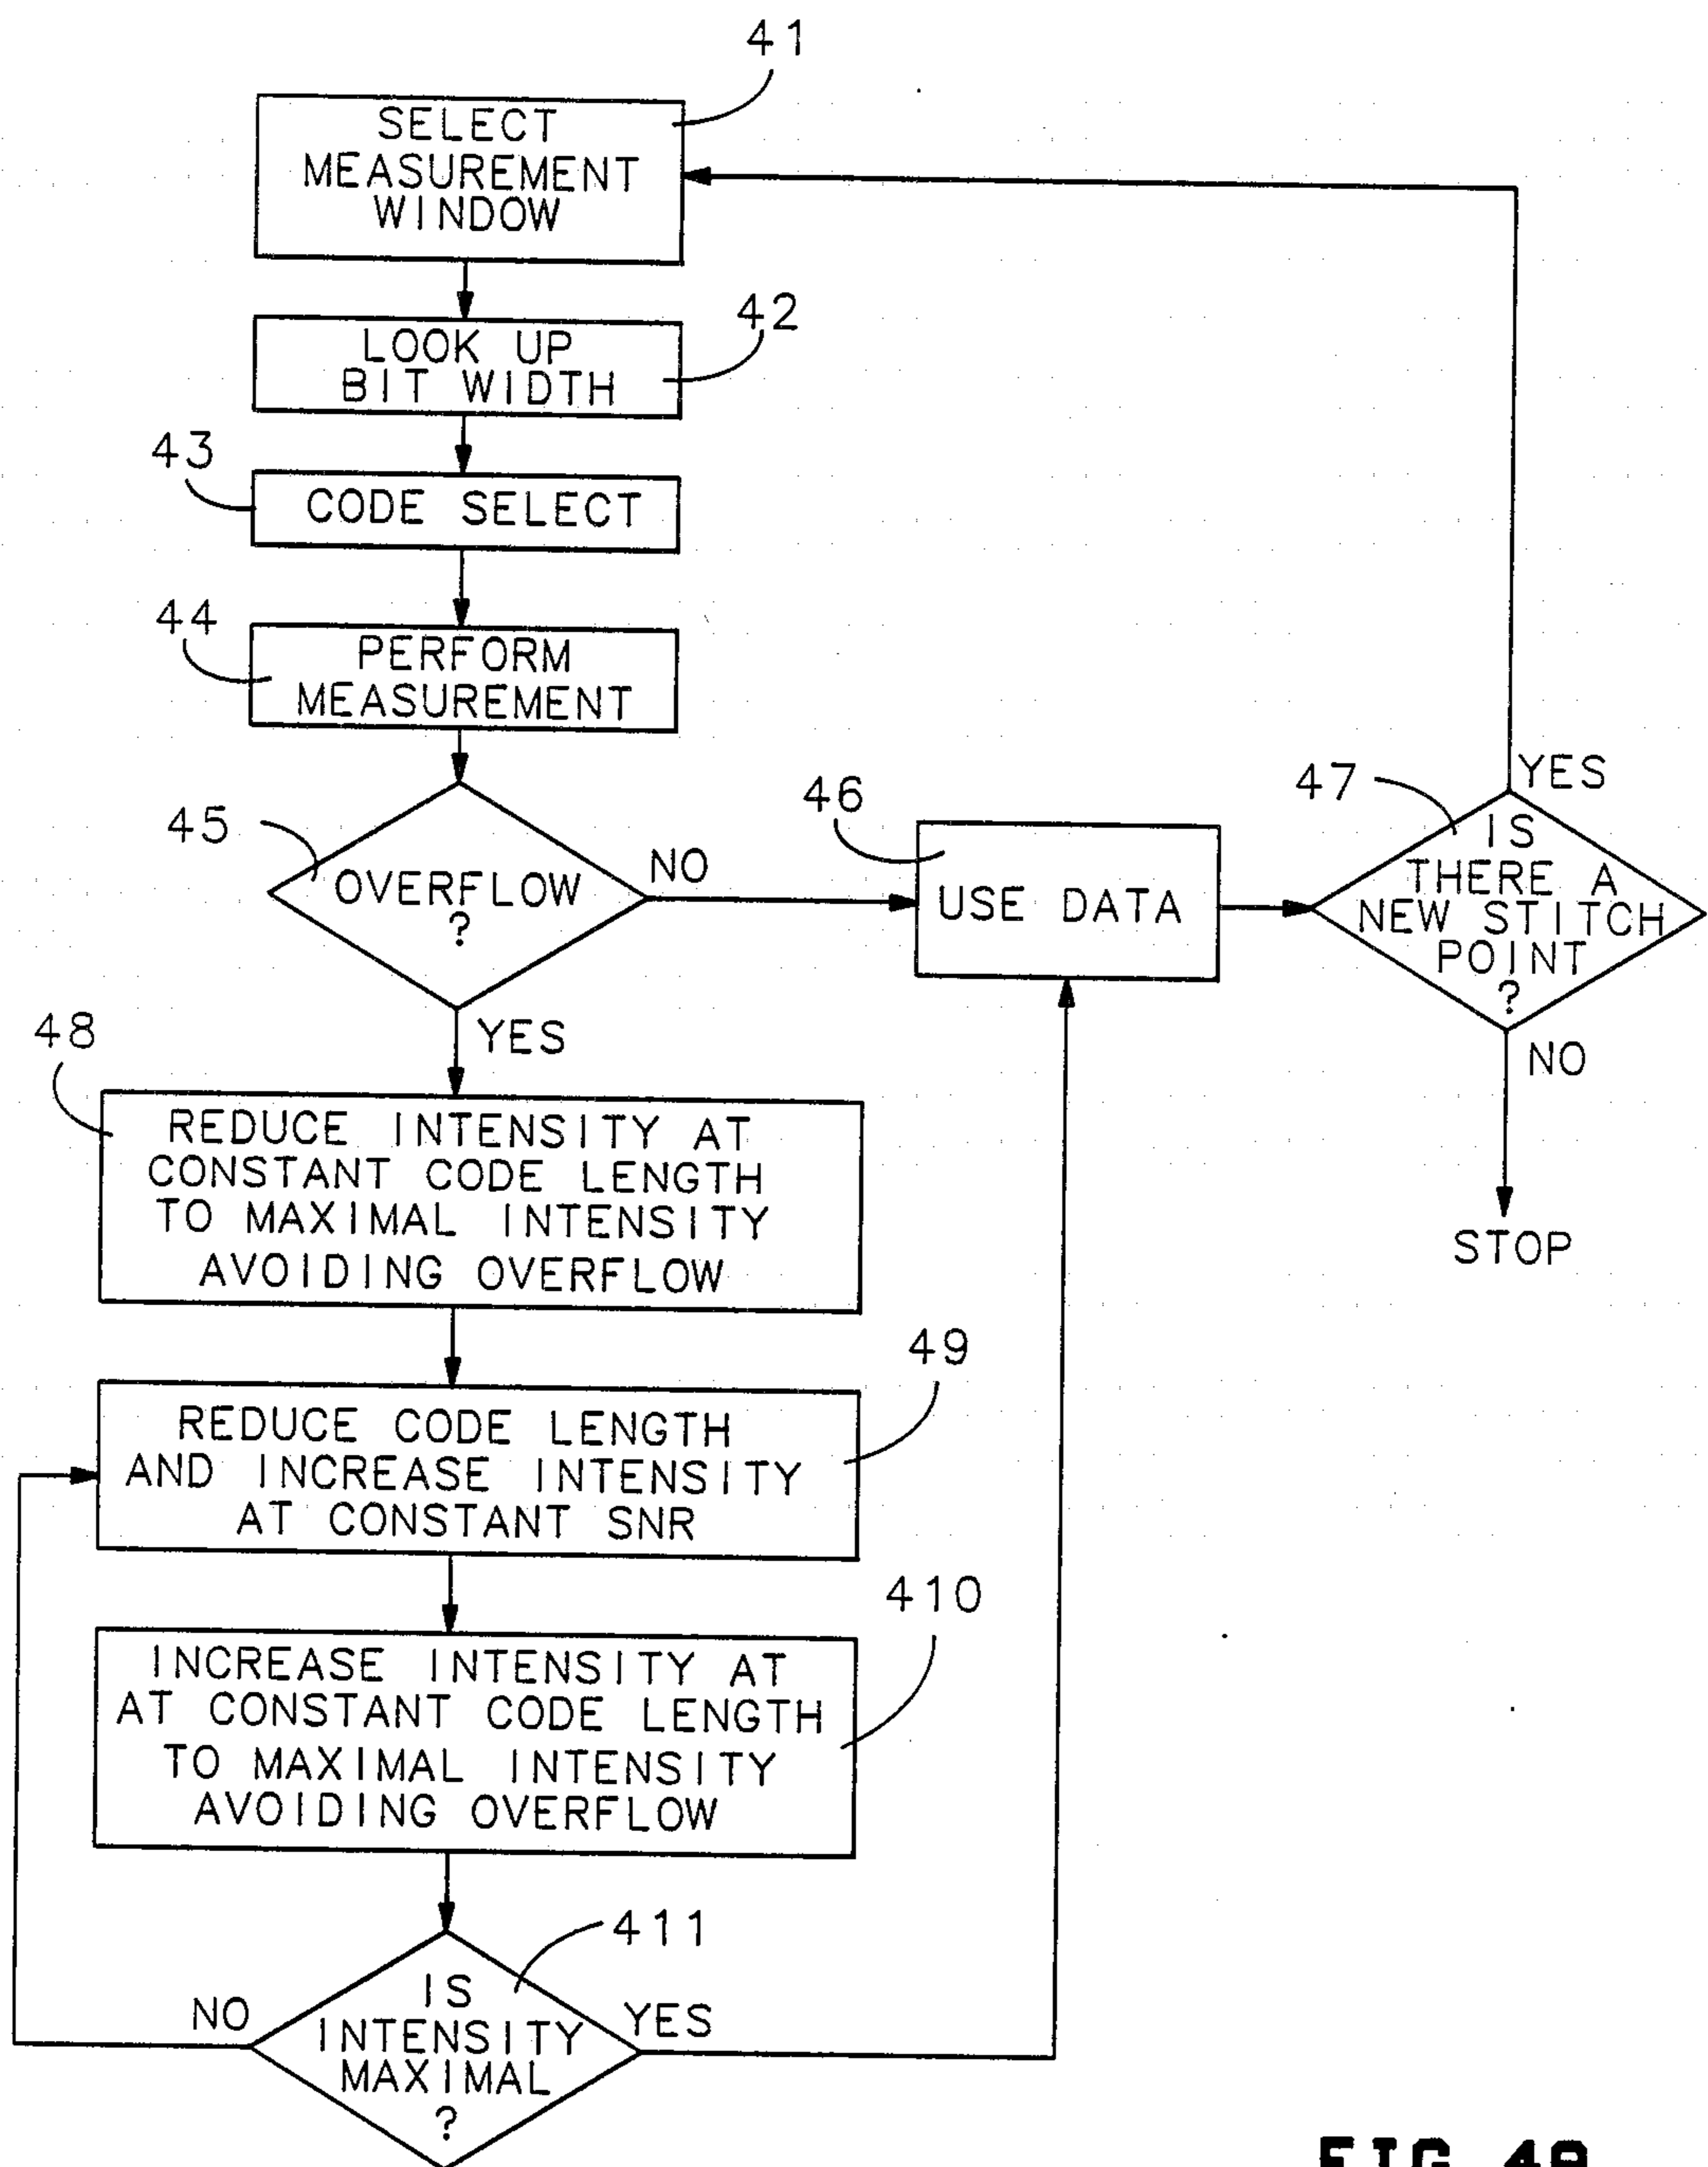 41
SELECT
MEASUREMENT
WINDOW
42
LOOK UP
BIT WIDTH
43
CODE SELECT
44
PERFORM
MEASUREMENT
45
OVERFLOW
?
NO
YES
46
USE DATA
47
YES
IS
THERE A
NEW STITCH
POINT
?
NO
STOP
48
REDUCE INTENSITY AT
CONSTANT CODE LENGTH
TO MAXIMAL INTENSITY
AVOIDING OVERFLOW
49
REDUCE CODE LENGTH
AND INCREASE INTENSITY
AT CONSTANT SNR
410
INCREASE INTENSITY AT
AT CONSTANT CODE LENGTH
TO MAXIMAL INTENSITY
AVOIDING OVERFLOW
411
IS
INTENSITY
MAXIMAL
?
NO
YES